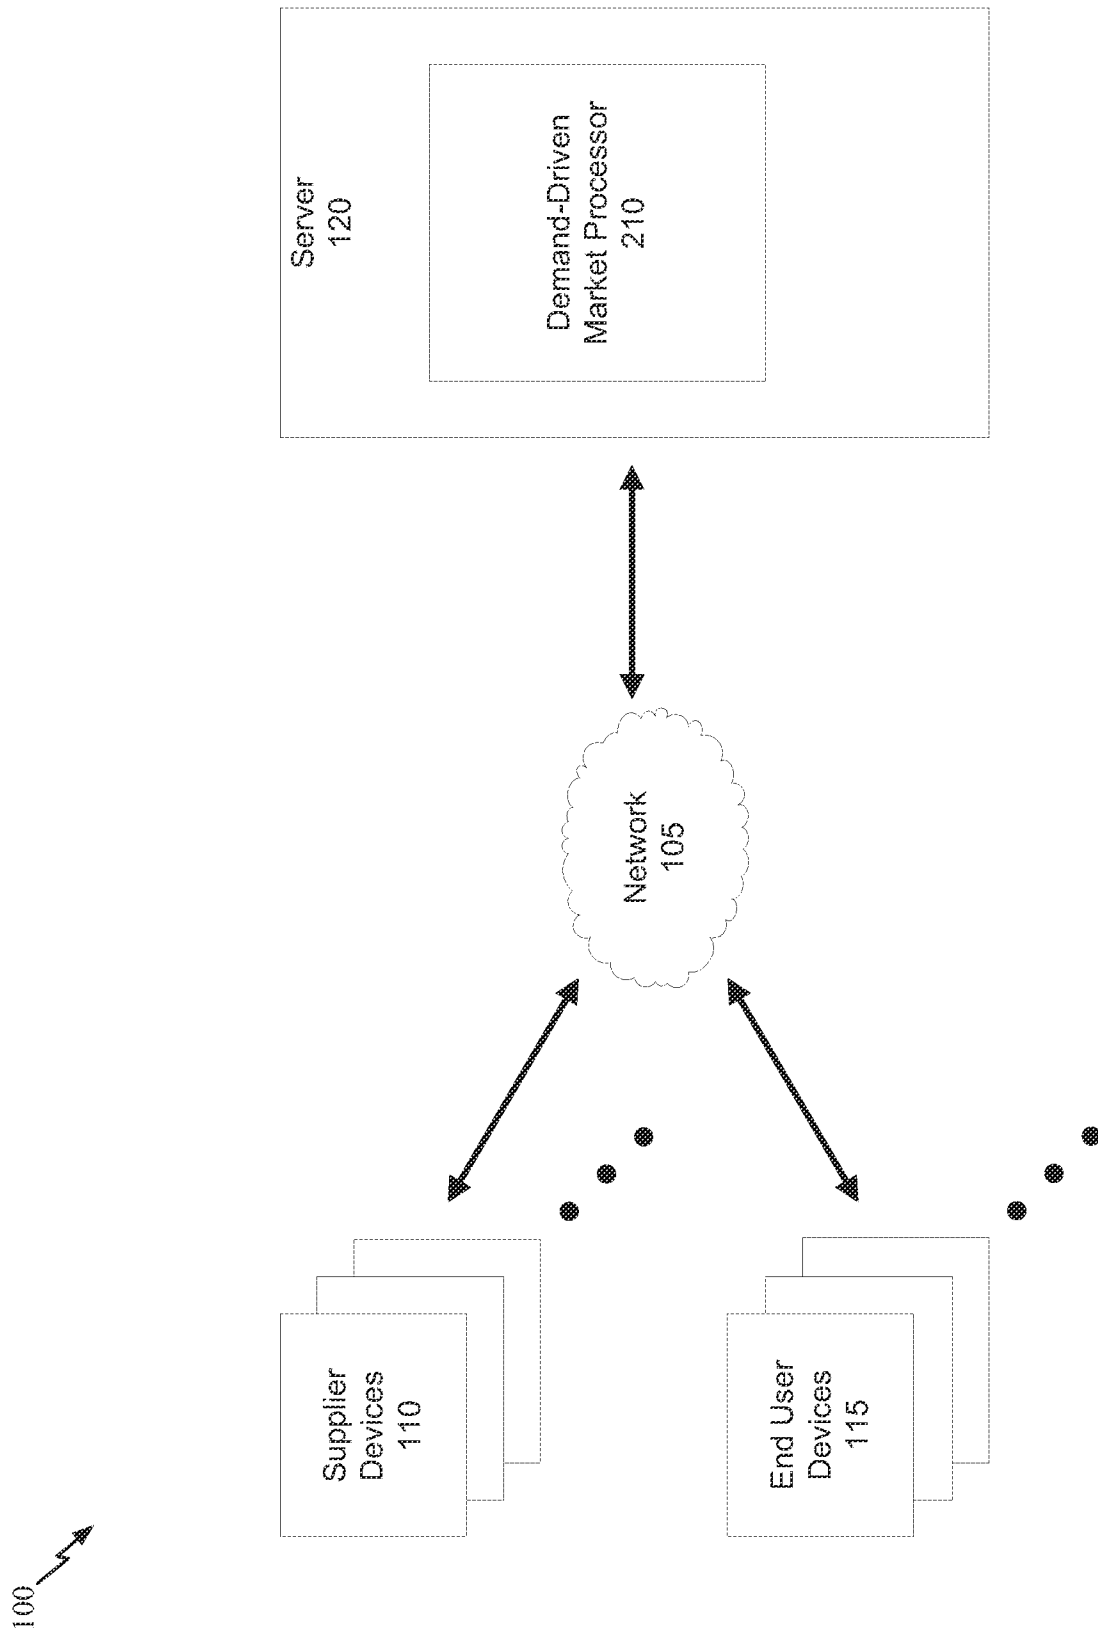 100
Supplier
Devices
110
End User
Devices
115
Network
105
Server
120
Demand-Driven
Market Processor
210